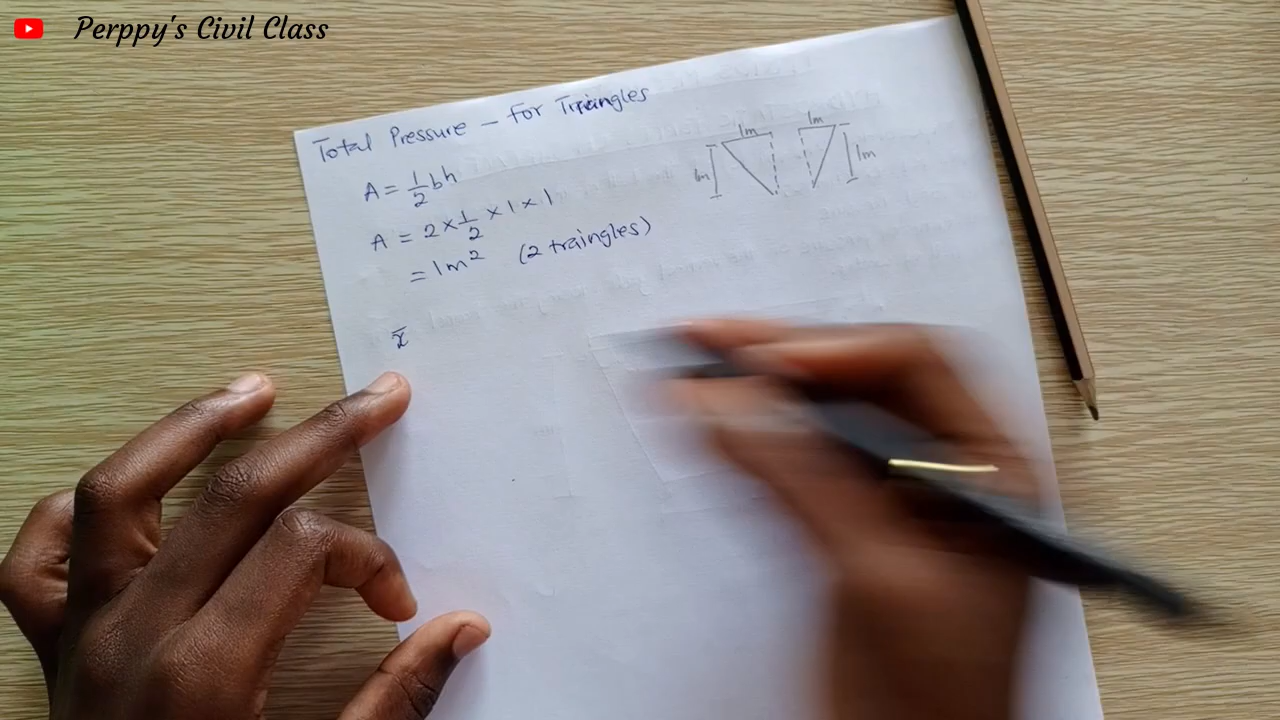 Perppy's Civil Class
Total Pressure – For Triangles
A = 1/2 bh
A = 2 × 1/2 × 1 × 1
= 1m² (2 traingles)
x̄
1m 1m
1m 1m